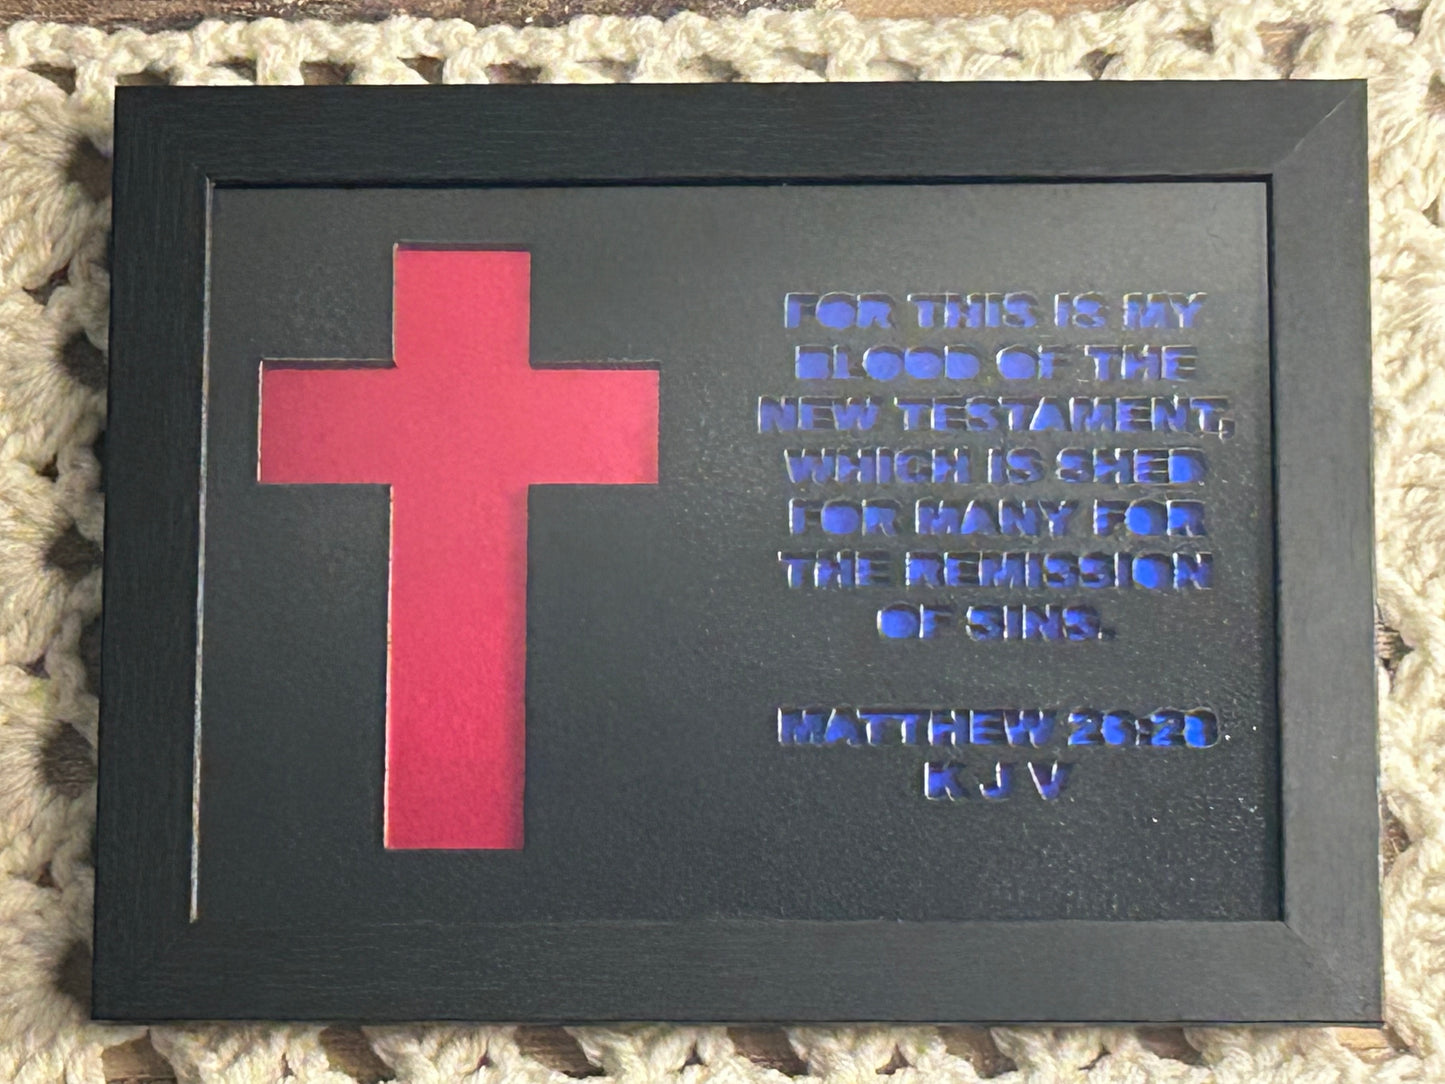 FOR THIS IS MY
BLOOD OF THE
NEW TESTAMENT,
WHICH IS SHED
FOR MANY FOR
THE REMISSION
OF SINS.
MATTHEW 26:28
KJV